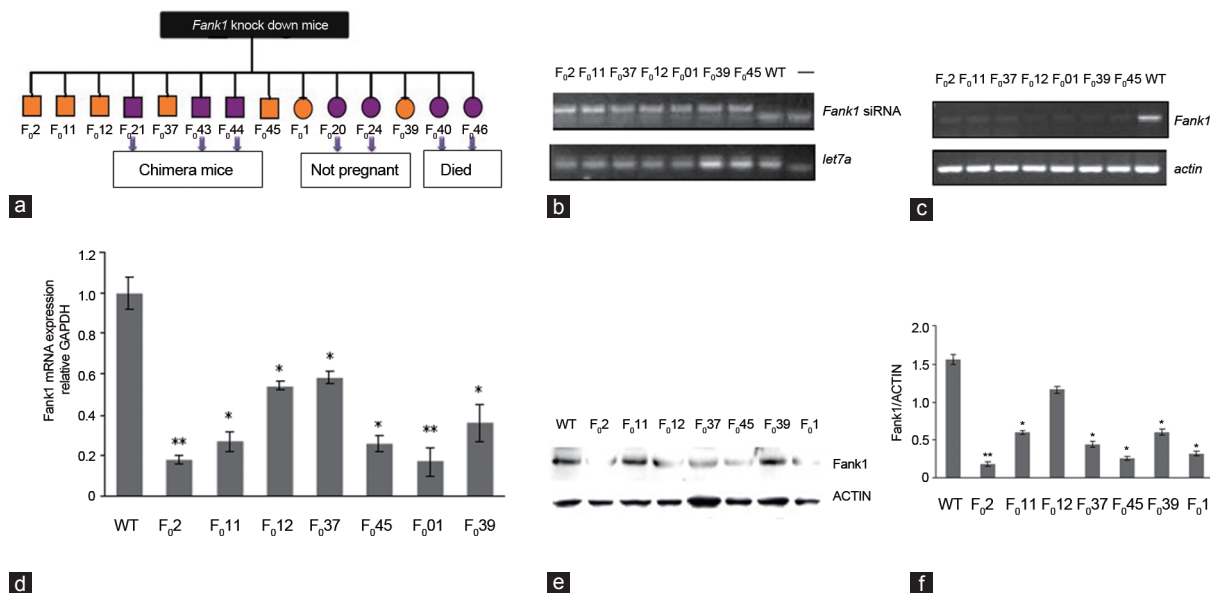 Fank1 knock down mice
F₀2 F₀11 F₀12 F₀21 F₀37 F₀43 F₀44 F₀45 F₀1 F₀20 F₀24 F₀39 F₀40 F₀46
Chimera mice
Not pregnant
Died
a
F₀2 F₀11 F₀37 F₀12 F₀01 F₀39 F₀45 WT —
Fank1 siRNA
let7a
b
F₀2 F₀11 F₀37 F₀12 F₀01 F₀39 F₀45 WT
Fank1
actin
c
Fank1 mRNA expression
relative GAPDH
1.2
1.0
0.8
0.6
0.4
0.2
0
** * * * * ** *
WT F₀2 F₀11 F₀12 F₀37 F₀45 F₀01 F₀39
d
WT F₀2 F₀11 F₀12 F₀37 F₀45 F₀39 F₀1
Fank1
ACTIN
e
Fank1/ACTIN
2.0
1.5
1.0
0.5
0
** * * * * *
WT F₀2 F₀11 F₀12 F₀37 F₀45 F₀39 F₀1
f